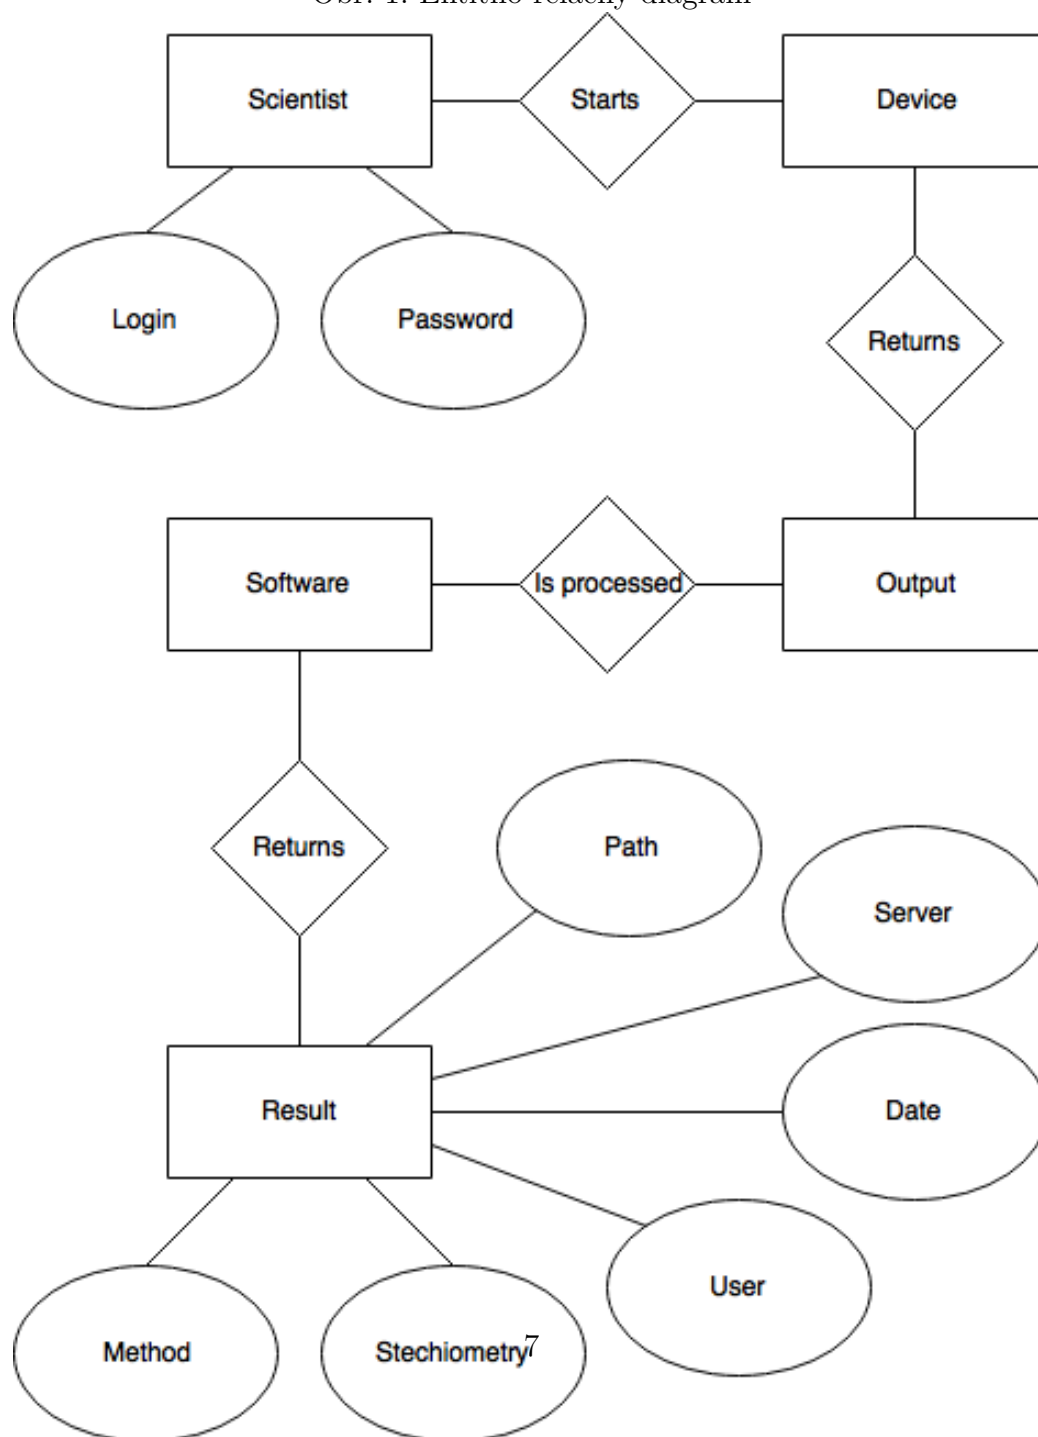 Obr. 1: Entitno relačný diagram
Scientist
Starts
Device
Login
Password
Returns
Software
Is processed
Output
Returns
Path
Server
Result
Date
User
Method
Stechiometry
7